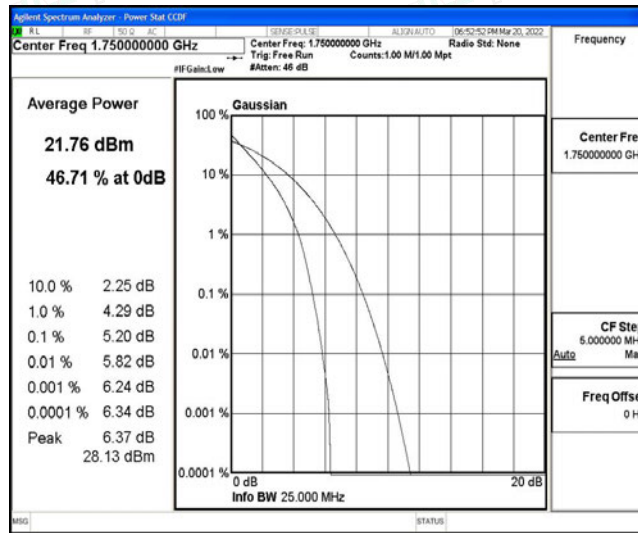 Agilent Spectrum Analyzer - Power Stat CCDF
RL RF 50 Ω AC SENSE:PULSE ALIGN AUTO 06:52:52 PM Mar 20, 2022
Center Freq 1.750000000 GHz
Center Freq: 1.750000000 GHz Radio Std: None
Trig: Free Run Counts:1.00 M/1.00 Mpt
#IFGain:Low #Atten: 46 dB
Frequency
Average Power
21.76 dBm
46.71 % at 0dB
10.0 % 2.25 dB
1.0 % 4.29 dB
0.1 % 5.20 dB
0.01 % 5.82 dB
0.001 % 6.24 dB
0.0001 % 6.34 dB
Peak 6.37 dB
28.13 dBm
Gaussian
100 %
10 %
1 %
0.1 %
0.01 %
0.001 %
0.0001 %
0 dB 20 dB
Info BW 25.000 MHz
Center Fre
1.750000000 GH
CF Ste
5.000000 MH
Auto Ma
Freq Offse
0 H
MSG STATUS